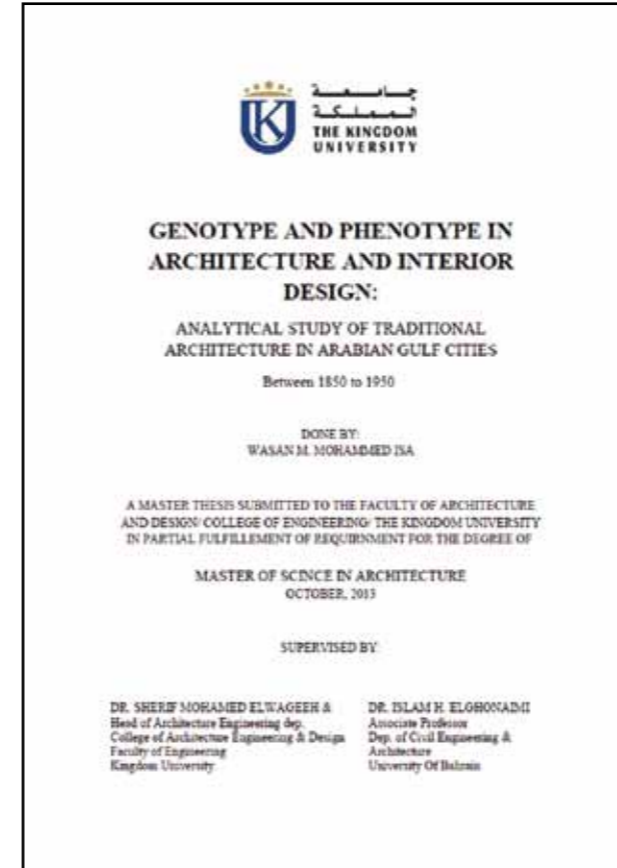 جامعة
المملكة
THE KINGDOM
UNIVERSITY
GENOTYPE AND PHENOTYPE IN
ARCHITECTURE AND INTERIOR
DESIGN:
ANALYTICAL STUDY OF TRADITIONAL
ARCHITECTURE IN ARABIAN GULF CITIES
Between 1850 to 1950
DONE BY:
WASAN M. MOHAMMED ISA
A MASTER THESIS SUBMITTED TO THE FACULTY OF ARCHITECTURE
AND DESIGN/ COLLEGE OF ENGINEERING/ THE KINGDOM UNIVERSITY
IN PARTIAL FULFILLEMENT OF REQUIRNMENT FOR THE DEGREE OF
MASTER OF SCINCE IN ARCHITECTURE
OCTOBER, 2013
SUPERVISED BY:
DR. SHERIF MOHAMED ELWAGEEH &
Head of Architecture Engineering dep.
College of Architecture Engineering & Design
Faculty of Engineering
Kingdom University
DR. ISLAM H. ELGHONAIMI
Associate Professor
Dep. of Civil Engineering &
Architecture
University Of Bahrain